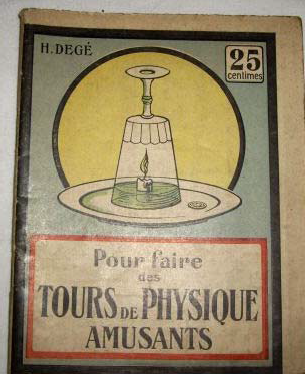 H. DEGÉ
25
centimes
Pour faire
des
TOURS DE PHYSIQUE
AMUSANTS